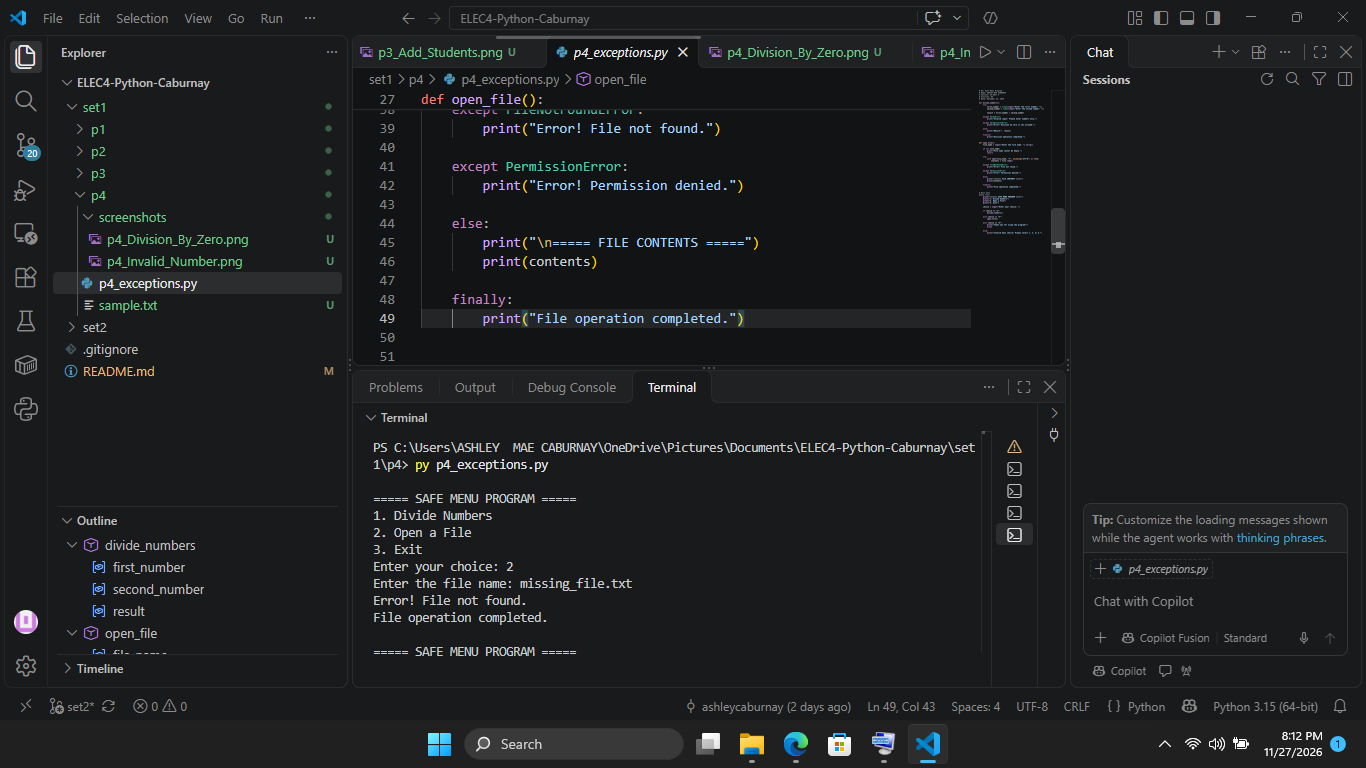 File Edit Selection View Go Run ···
ELEC4-Python-Caburnay
Explorer
ELEC4-Python-Caburnay
set1
p1
p2
p3
p4
screenshots
p4_Division_By_Zero.png U
p4_Invalid_Number.png U
p4_exceptions.py
sample.txt U
set2
.gitignore
README.md M
20
Outline
divide_numbers
first_number
second_number
result
open_file
Timeline
p3_Add_Students.png U
p4_exceptions.py
p4_Division_By_Zero.png U
p4_In
set1 > p4 > p4_exceptions.py > open_file
27 def open_file():
38 except FileNotFoundError:
39 print("Error! File not found.")
40
41 except PermissionError:
42 print("Error! Permission denied.")
43
44 else:
45 print("\n===== FILE CONTENTS =====")
46 print(contents)
47
48 finally:
49 print("File operation completed.")
50
51
Problems Output Debug Console Terminal
Terminal
PS C:\Users\ASHLEY  MAE CABURNAY\OneDrive\Pictures\Documents\ELEC4-Python-Caburnay\set
1\p4> py p4_exceptions.py
===== SAFE MENU PROGRAM =====
1. Divide Numbers
2. Open a File
3. Exit
Enter your choice: 2
Enter the file name: missing_file.txt
Error! File not found.
File operation completed.
===== SAFE MENU PROGRAM =====
Chat
Sessions
Tip: Customize the loading messages shown
while the agent works with thinking phrases.
p4_exceptions.py
Chat with Copilot
Copilot Fusion Standard
Copilot
set2* 0 0
ashleycaburnay (2 days ago) Ln 49, Col 43 Spaces: 4 UTF-8 CRLF { } Python Python 3.15 (64-bit)
Search
8:12 PM
11/27/2026
1